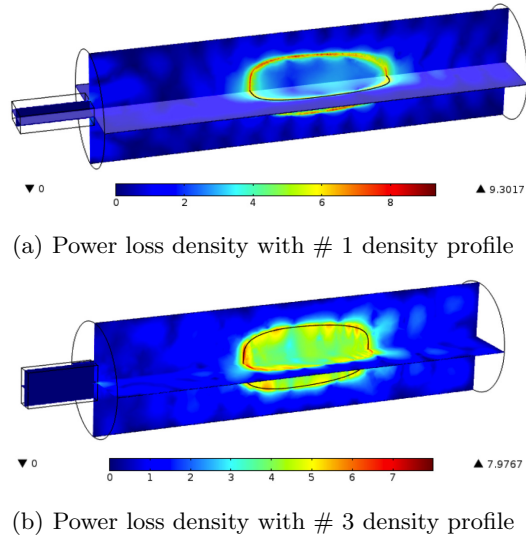 ▼ 0
0 2 4 6 8
▲ 9.3017
(a) Power loss density with # 1 density profile
▼ 0
0 1 2 3 4 5 6 7
▲ 7.9767
(b) Power loss density with # 3 density profile